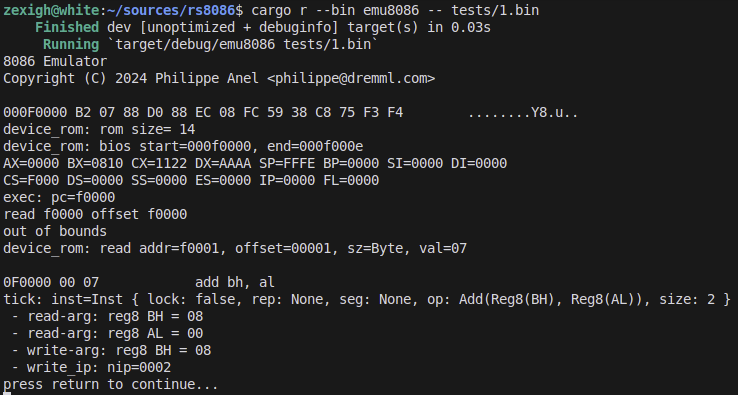 zexigh@white:~/sources/rs8086$ cargo r --bin emu8086 -- tests/1.bin
    Finished dev [unoptimized + debuginfo] target(s) in 0.03s
     Running `target/debug/emu8086 tests/1.bin`
8086 Emulator
Copyright (C) 2024 Philippe Anel <philippe@dremml.com>

000F0000 B2 07 88 D0 88 EC 08 FC 59 38 C8 75 F3 F4        ........Y8.u..
device_rom: rom size= 14
device_rom: bios start=000f0000, end=000f000e
AX=0000 BX=0810 CX=1122 DX=AAAA SP=FFFE BP=0000 SI=0000 DI=0000
CS=F000 DS=0000 SS=0000 ES=0000 IP=0000 FL=0000
exec: pc=f0000
read f0000 offset f0000
out of bounds
device_rom: read addr=f0001, offset=00001, sz=Byte, val=07

0F0000 00 07            add bh, al
tick: inst=Inst { lock: false, rep: None, seg: None, op: Add(Reg8(BH), Reg8(AL)), size: 2 }
 - read-arg: reg8 BH = 08
 - read-arg: reg8 AL = 00
 - write-arg: reg8 BH = 08
 - write_ip: nip=0002
press return to continue...